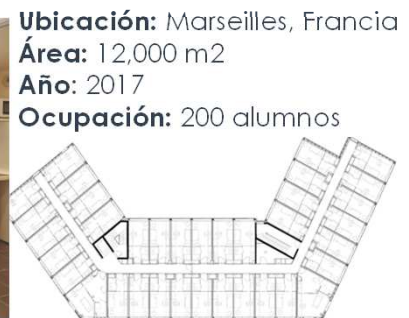 Ubicación: Marseilles, Francia
Área: 12,000 m2
Año: 2017
Ocupación: 200 alumnos